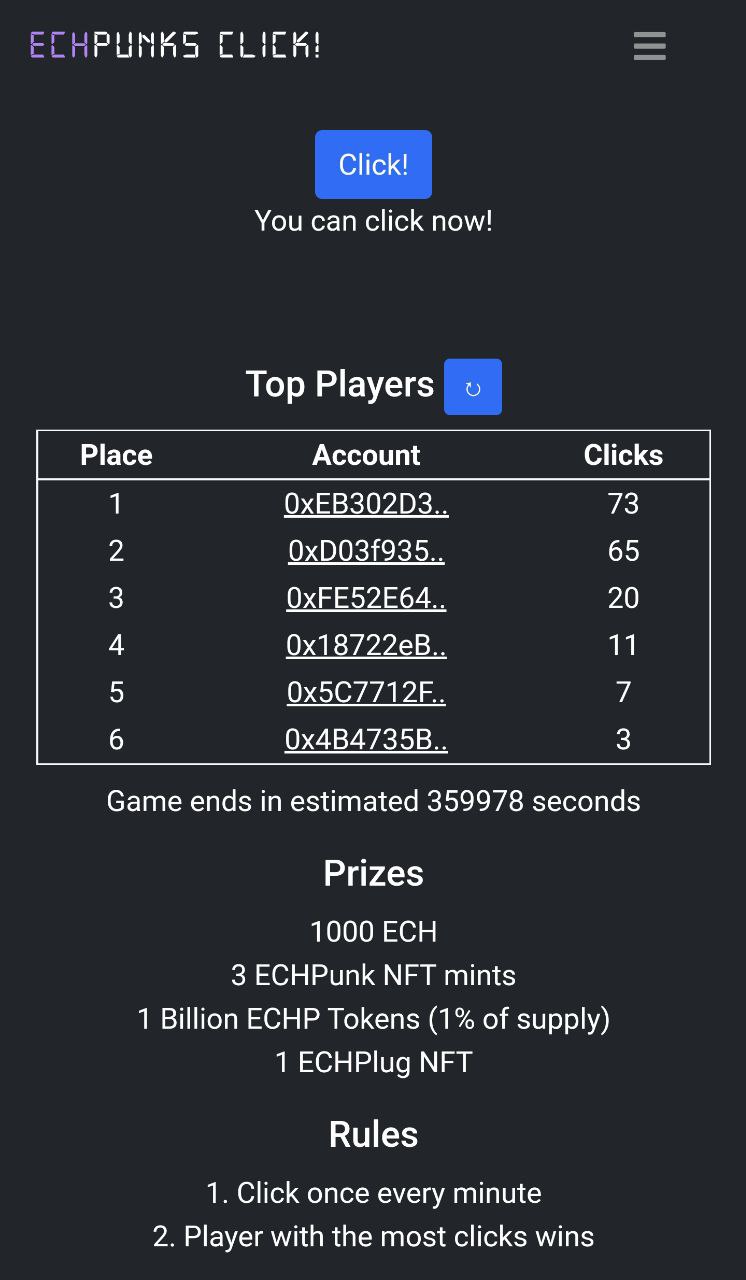 ECHPUNKS CLICK!
Click!
You can click now!
Top Players ↻
Place Account Clicks
1 0xEB302D3.. 73
2 0xD03f935.. 65
3 0xFE52E64.. 20
4 0x18722eB.. 11
5 0x5C7712F.. 7
6 0x4B4735B.. 3
Game ends in estimated 359978 seconds
Prizes
1000 ECH
3 ECHPunk NFT mints
1 Billion ECHP Tokens (1% of supply)
1 ECHPlug NFT
Rules
1. Click once every minute
2. Player with the most clicks wins